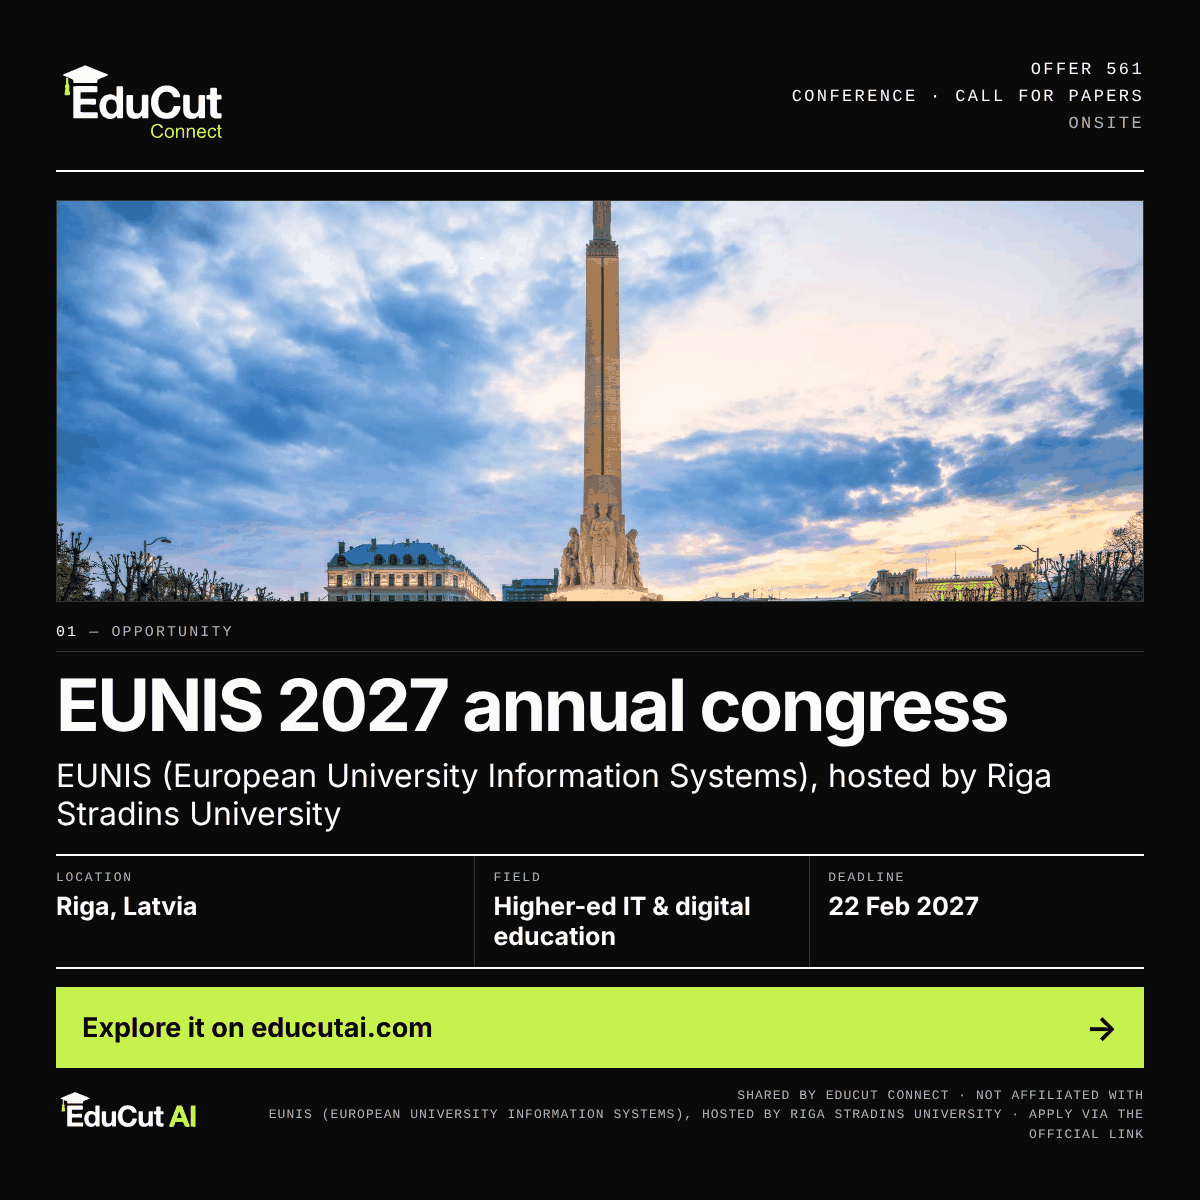 EduCut
Connect
OFFER 561
CONFERENCE · CALL FOR PAPERS
ONSITE
01 — OPPORTUNITY
EUNIS 2027 annual congress
EUNIS (European University Information Systems), hosted by Riga
Stradins University
LOCATION
Riga, Latvia
FIELD
Higher-ed IT & digital
education
DEADLINE
22 Feb 2027
Explore it on educutai.com →
EduCut AI
SHARED BY EDUCUT CONNECT · NOT AFFILIATED WITH
EUNIS (EUROPEAN UNIVERSITY INFORMATION SYSTEMS), HOSTED BY RIGA STRADINS UNIVERSITY · APPLY VIA THE
OFFICIAL LINK